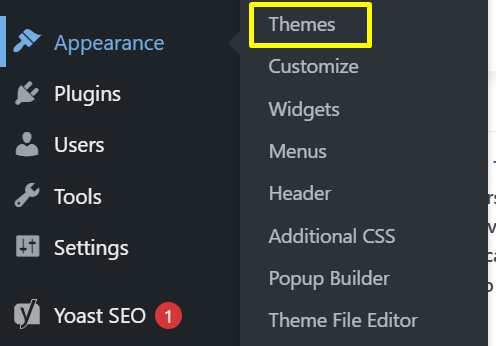 Appearance
Plugins
Users
Tools
Settings
Yoast SEO 1
Themes
Customize
Widgets
Menus
Header
Additional CSS
Popup Builder
Theme File Editor